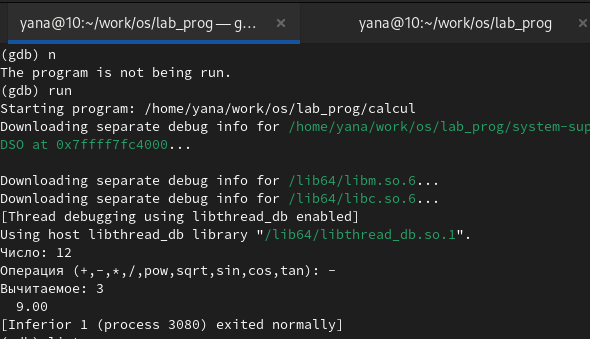 yana@10:~/work/os/lab_prog — g... × yana@10:~/work/os/lab_prog ×
(gdb) n
The program is not being run.
(gdb) run
Starting program: /home/yana/work/os/lab_prog/calcul
Downloading separate debug info for /home/yana/work/os/lab_prog/system-sup
DSO at 0x7ffff7fc4000...
Downloading separate debug info for /lib64/libm.so.6...
Downloading separate debug info for /lib64/libc.so.6...
[Thread debugging using libthread_db enabled]
Using host libthread_db library "/lib64/libthread_db.so.1".
Число: 12
Операция (+,-,*,/,pow,sqrt,sin,cos,tan): -
Вычитаемое: 3
9.00
[Inferior 1 (process 3080) exited normally]